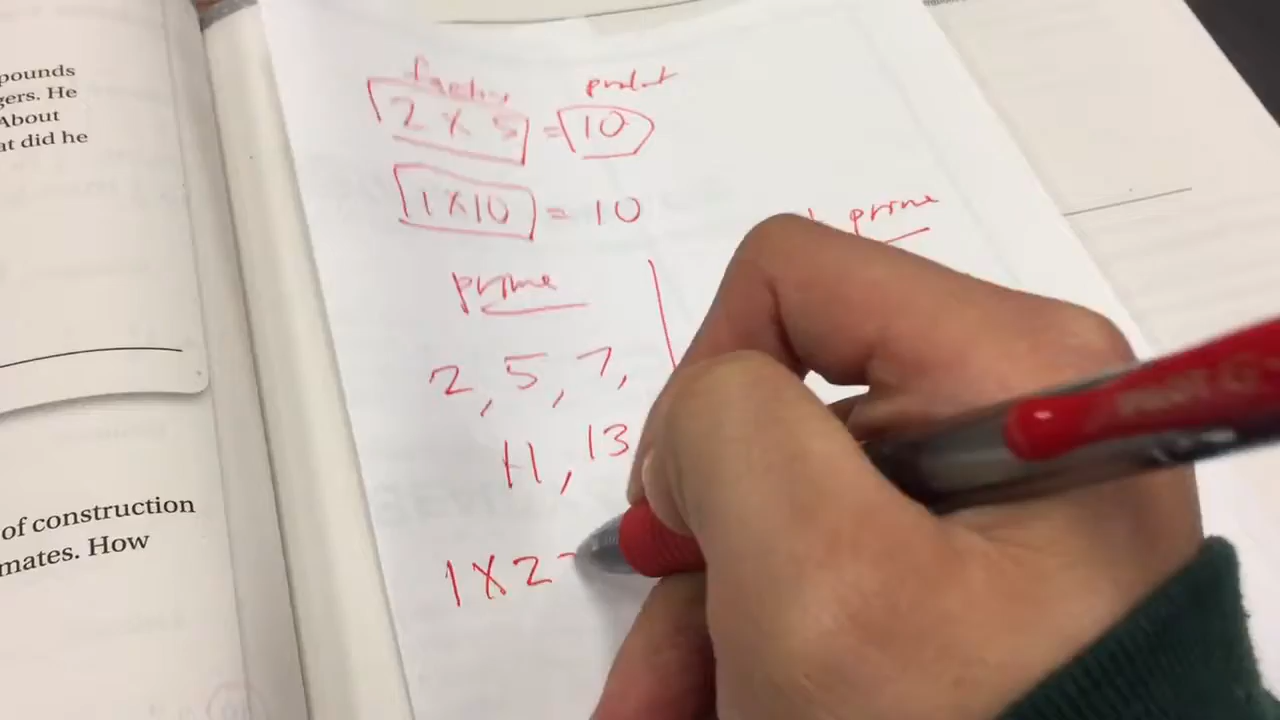 pounds
gers. He
About
at did he
of construction
mates. How
factor product
2 x 5 = 10
1 x 10 = 10
prime
prime
2, 5, 7,
11, 13
1 x 2